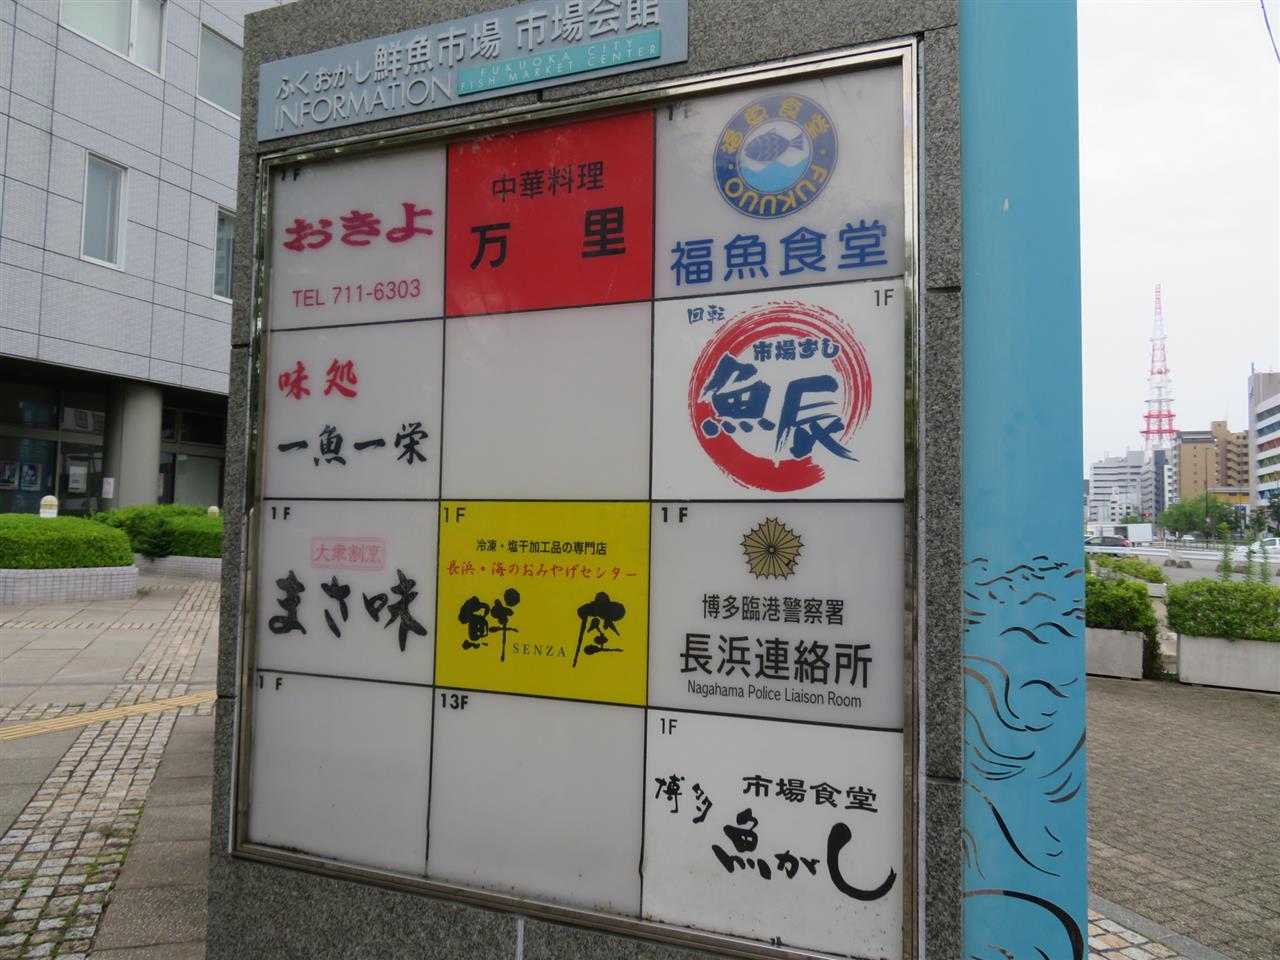 ふくおかし鮮魚市場 市場会館
INFORMATION
FUKUOKA CITY
FISH MARKET CENTER
1F
おきよ
TEL 711-6303
中華料理
万里
1F
福魚食堂
FUKUUO
福魚食堂
味処
一魚一栄
1F
回転
市場ずし
魚辰
1F
大衆割烹
まさ味
1F
冷凍・塩干加工品の専門店
長浜・海のおみやげセンター
鮮座
SENZA
1F
博多臨港警察署
長浜連絡所
Nagahama Police Liaison Room
1F
13F
1F
博多
市場食堂
魚がし